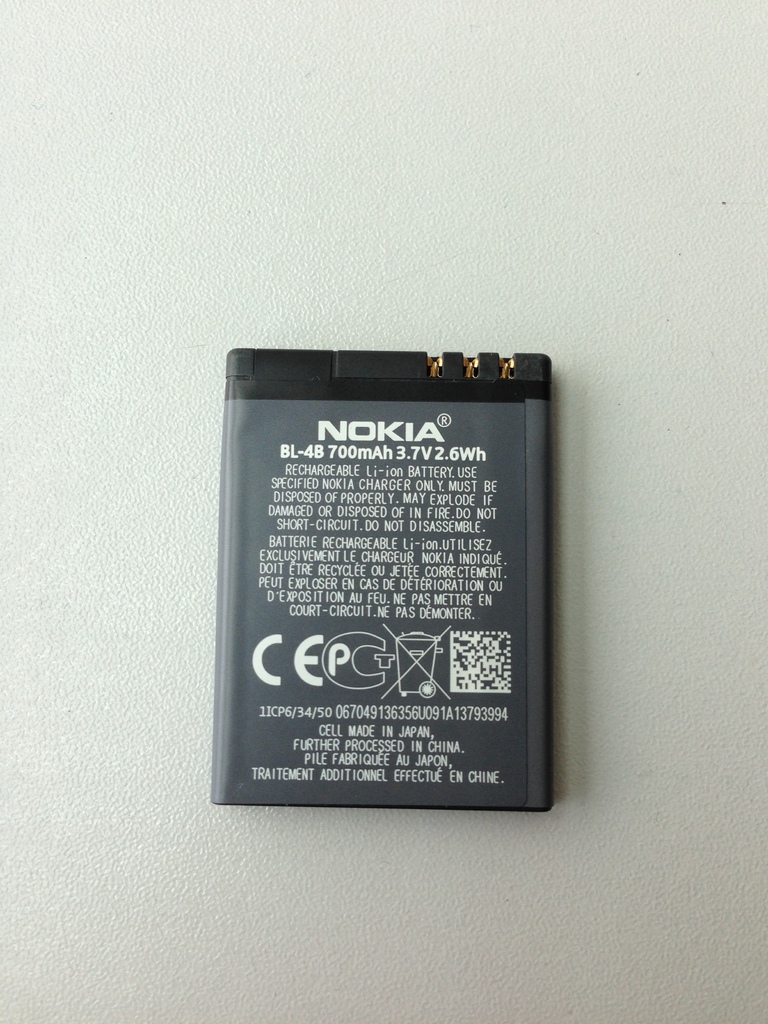 NOKIA®
BL-4B 700mAh 3.7V 2.6Wh
RECHARGEABLE Li-ion BATTERY. USE
SPECIFIED NOKIA CHARGER ONLY. MUST BE
DISPOSED OF PROPERLY. MAY EXPLODE IF
DAMAGED OR DISPOSED OF IN FIRE. DO NOT
SHORT-CIRCUIT. DO NOT DISASSEMBLE.
BATTERIE RECHARGEABLE Li-ion. UTILISEZ
EXCLUSIVEMENT LE CHARGEUR NOKIA INDIQUÉ.
DOIT ÊTRE RECYCLÉE OU JETÉE CORRECTEMENT.
PEUT EXPLOSER EN CAS DE DÉTÉRIORATION OU
D'EXPOSITION AU FEU. NE PAS METTRE EN
COURT-CIRCUIT. NE PAS DÉMONTER.
CE PCT
1ICP6/34/50 067049136356U091A13793994
CELL MADE IN JAPAN,
FURTHER PROCESSED IN CHINA.
PILE FABRIQUÉE AU JAPON,
TRAITEMENT ADDITIONNEL EFFECTUÉ EN CHINE.